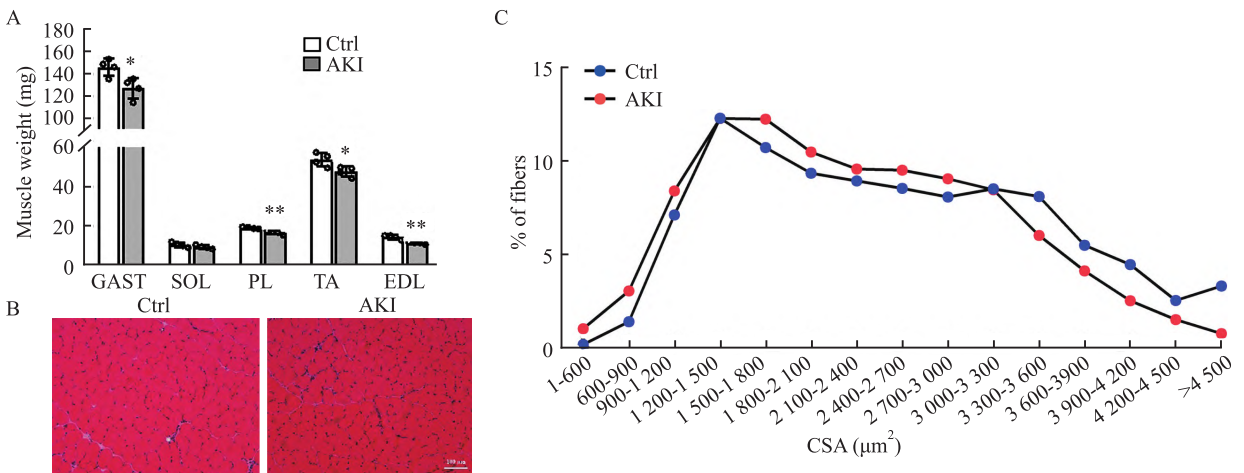 A
180
160
140
120
100
60
40
20
0
Muscle weight (mg)
Ctrl
AKI
*
**
*
**
GAST SOL PL TA EDL
B
Ctrl AKI
100 μm
C
Ctrl
AKI
15
10
5
0
% of fibers
1-600
600-900
900-1 200
1 200-1 500
1 500-1 800
1 800-2 100
2 100-2 400
2 400-2 700
2 700-3 000
3 000-3 300
3 300-3 600
3 600-3900
3 900-4 200
4 200-4 500
>4 500
CSA (μm²)